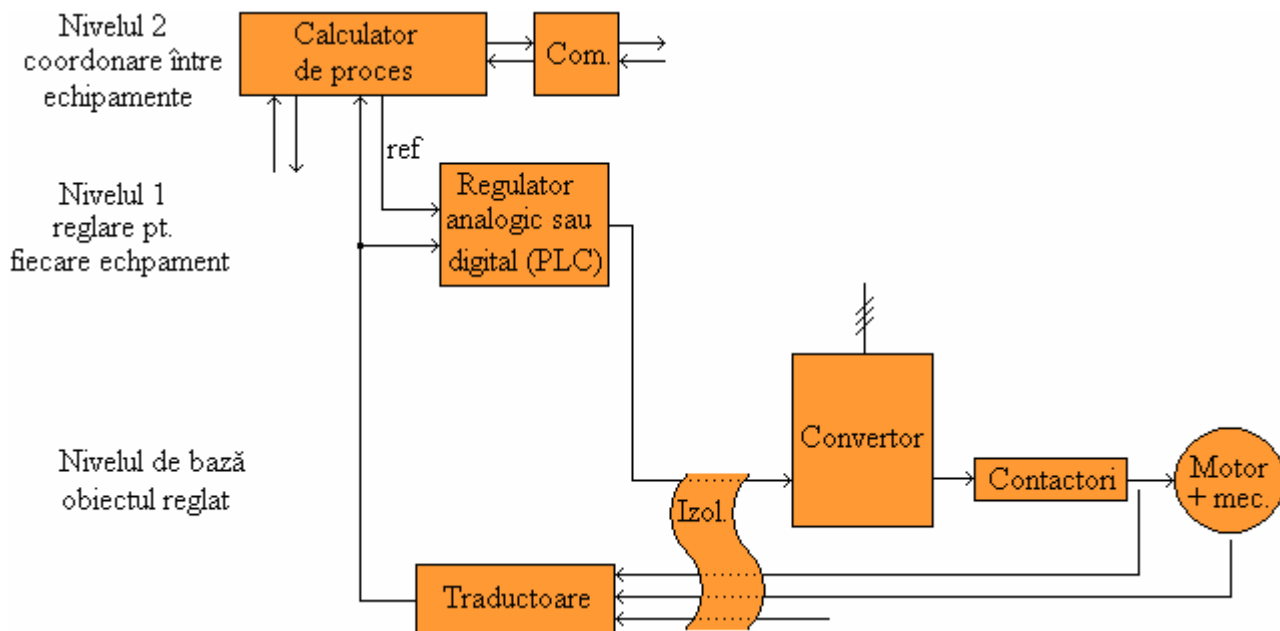 Nivelul 2
coordonare între
echipamente
Calculator
de proces
Com.
ref
Nivelul 1
reglare pt.
fiecare echpament
Regulator
analogic sau
digital (PLC)
Nivelul de bază
obiectul reglat
Izol.
Convertor
Contactori
Motor
+ mec.
Traductoare